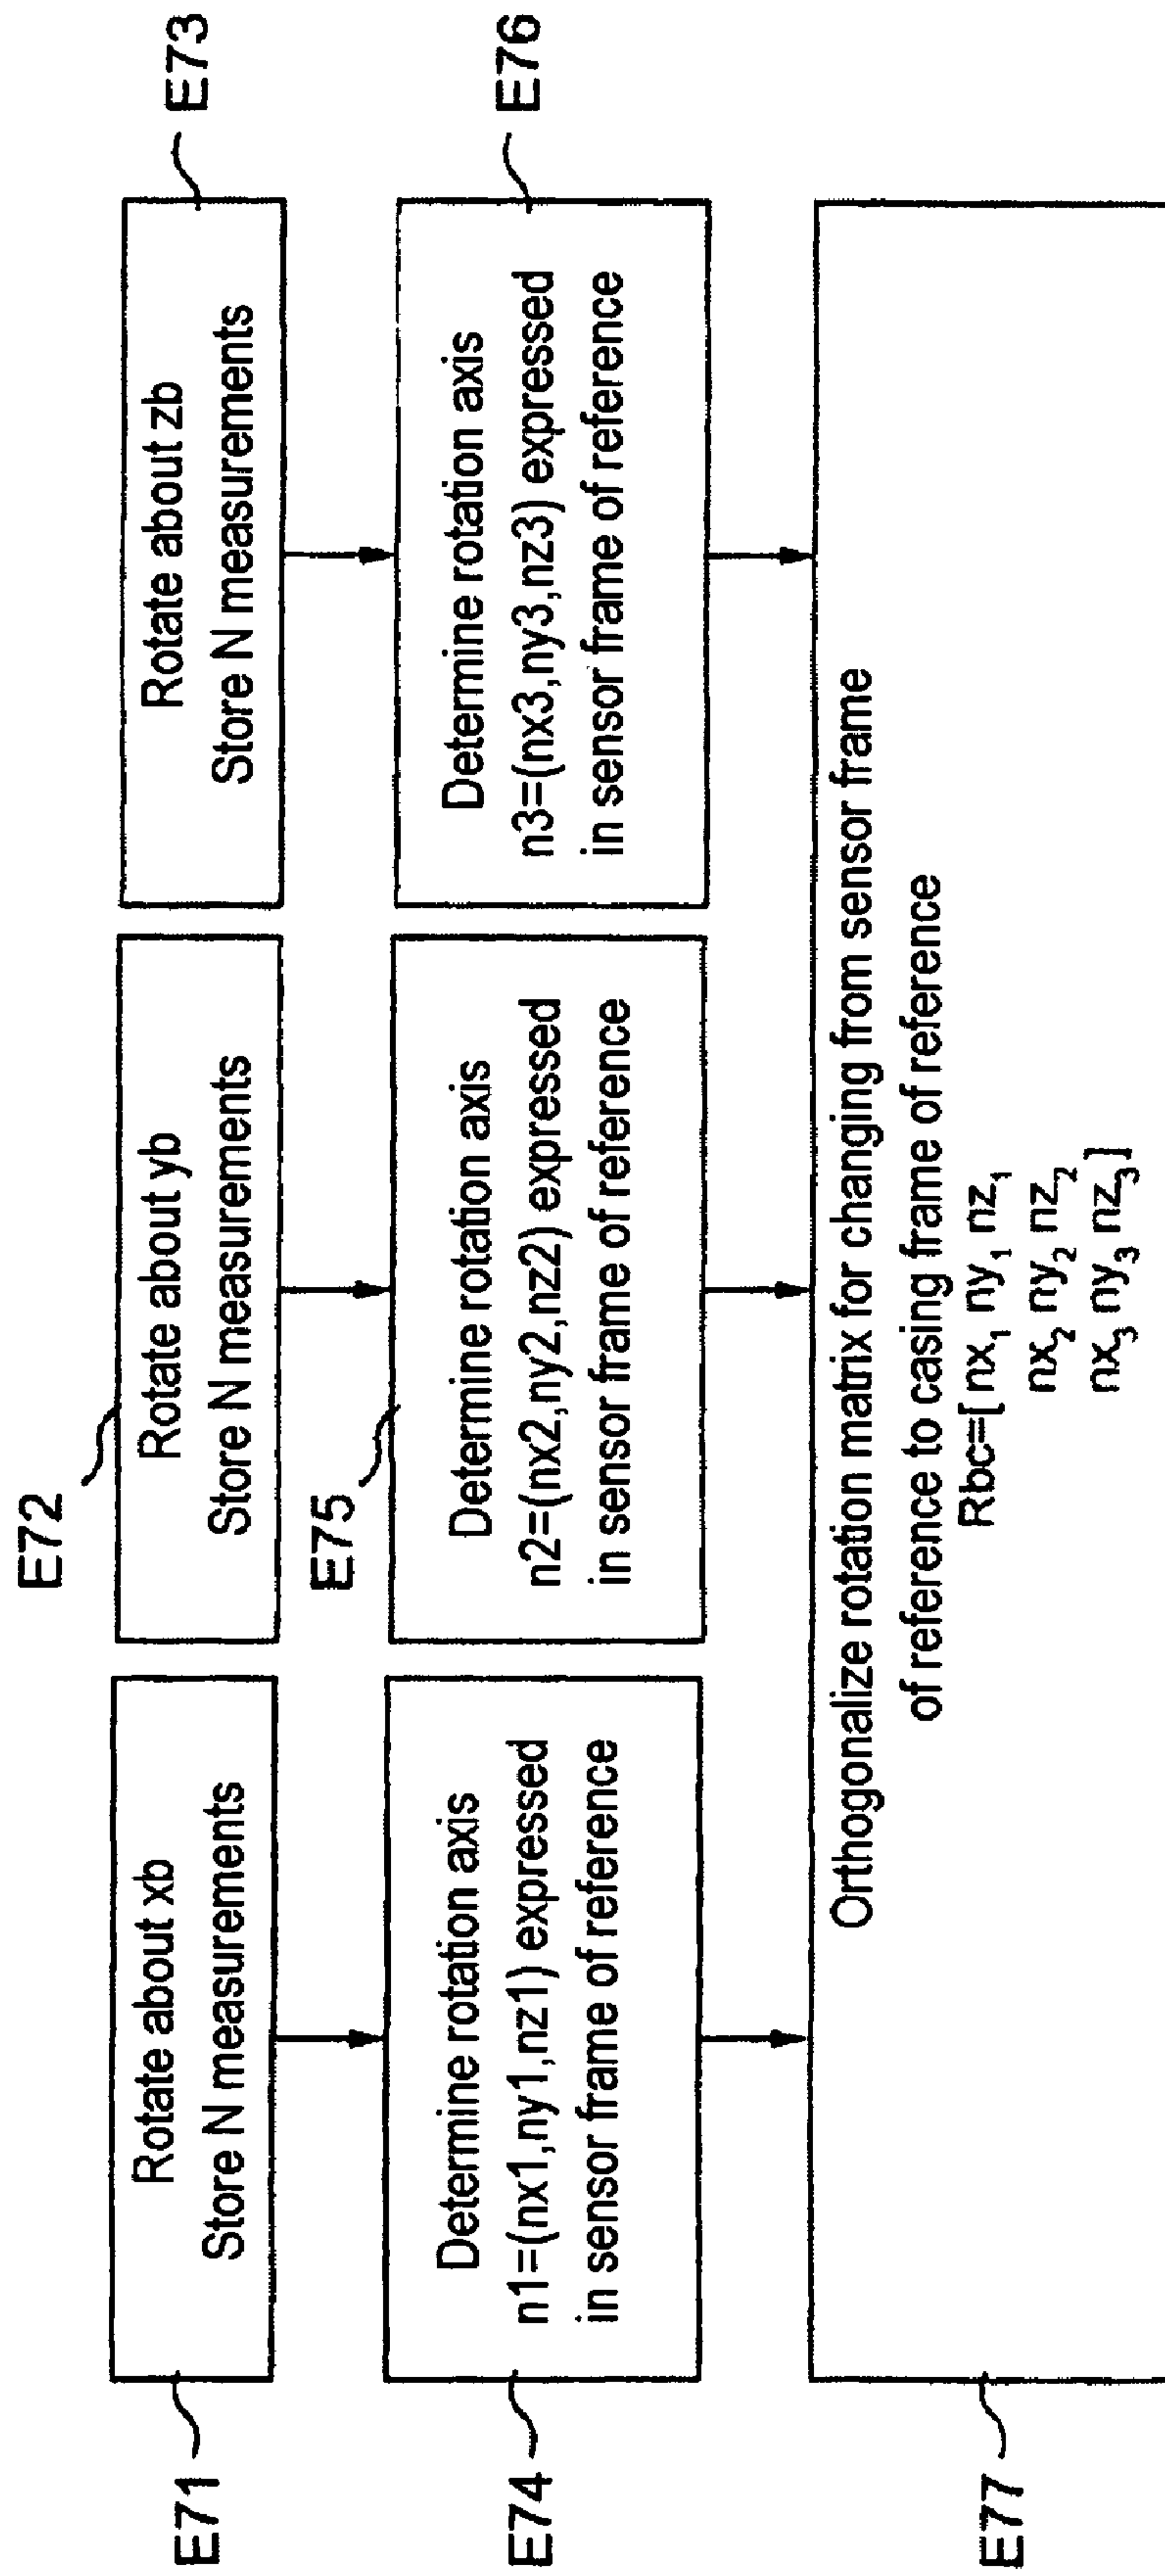 E71
Rotate about xb
Store N measurements
E72
Rotate about yb
Store N measurements
E73
Rotate about zb
Store N measurements
E74
Determine rotation axis
n1=(nx1,ny1,nz1) expressed
in sensor frame of reference
E75
Determine rotation axis
n2=(nx2,ny2,nz2) expressed
in sensor frame of reference
E76
Determine rotation axis
n3=(nx3,ny3,nz3) expressed
in sensor frame of reference
E77
Orthogonalize rotation matrix for changing from sensor frame
of reference to casing frame of reference
Rbc=[ nx₁ ny₁ nz₁
nx₂ ny₂ nz₂
nx₃ ny₃ nz₃ ]